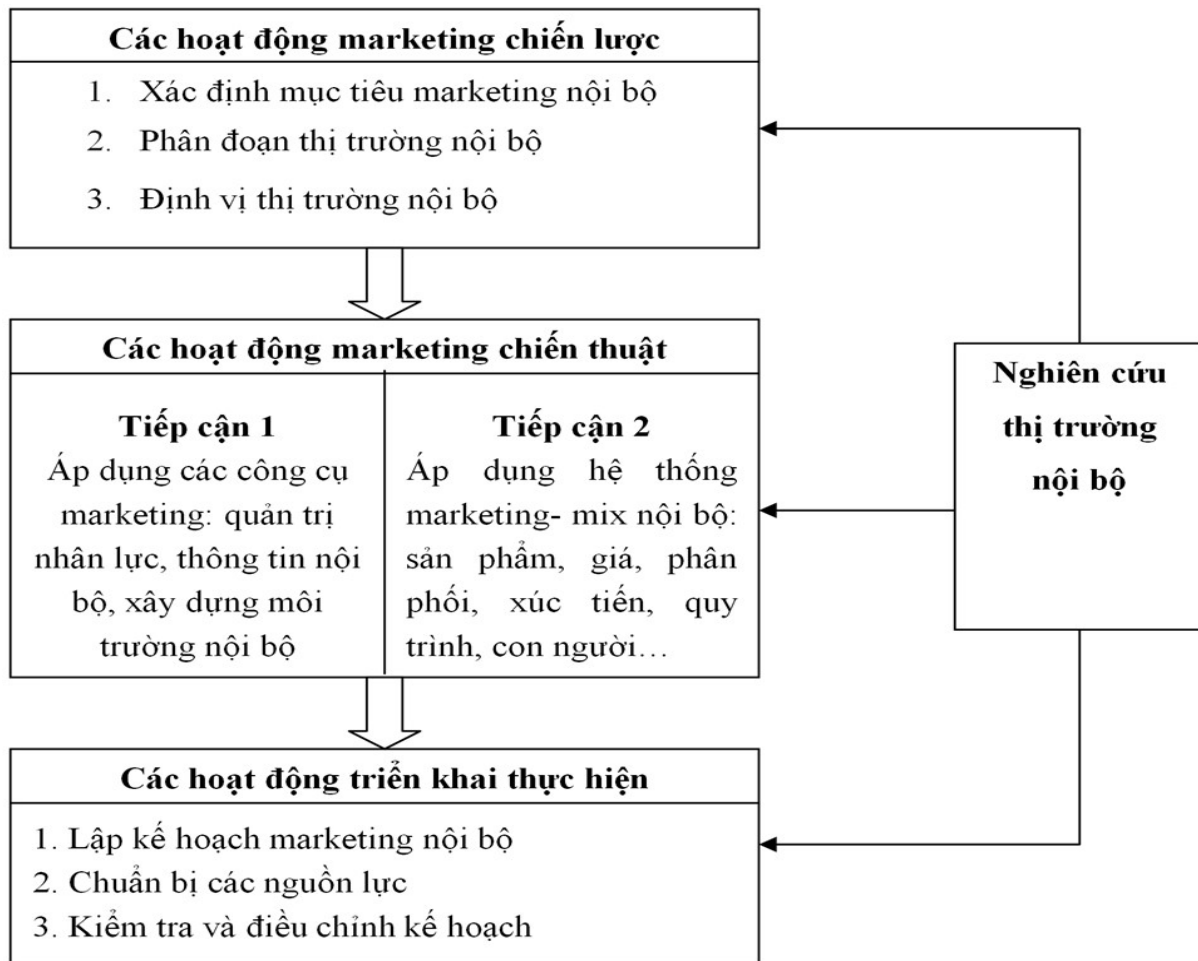 Các hoạt động marketing chiến lược
1. Xác định mục tiêu marketing nội bộ
2. Phân đoạn thị trường nội bộ
3. Định vị thị trường nội bộ
Các hoạt động marketing chiến thuật
Tiếp cận 1
Áp dụng các công cụ
marketing: quản trị
nhân lực, thông tin nội
bộ, xây dựng môi
trường nội bộ
Tiếp cận 2
Áp dụng hệ thống
marketing- mix nội bộ:
sản phẩm, giá, phân
phối, xúc tiến, quy
trình, con người…
Các hoạt động triển khai thực hiện
1. Lập kế hoạch marketing nội bộ
2. Chuẩn bị các nguồn lực
3. Kiểm tra và điều chỉnh kế hoạch
Nghiên cứu
thị trường
nội bộ